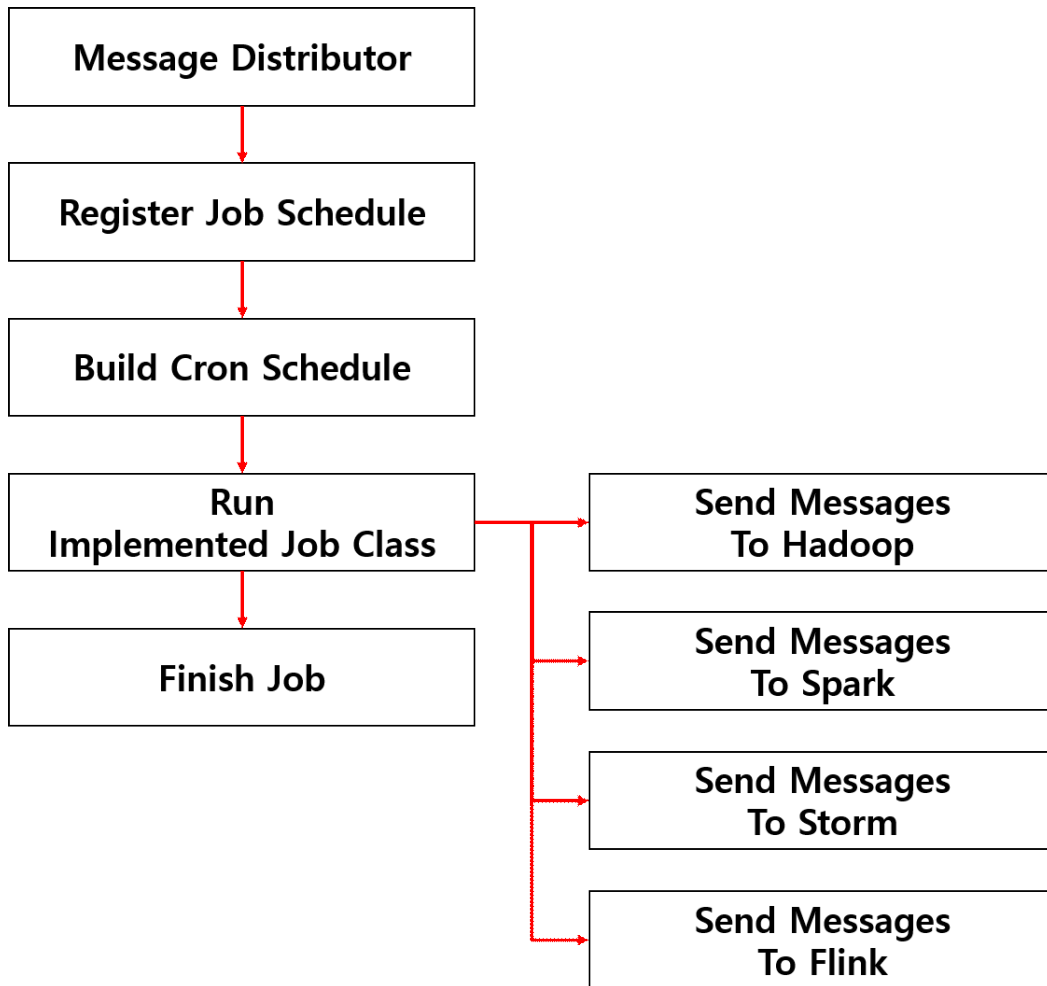 Message Distributor
Register Job Schedule
Build Cron Schedule
Run
Implemented Job Class
Finish Job
Send Messages
To Hadoop
Send Messages
To Spark
Send Messages
To Storm
Send Messages
To Flink